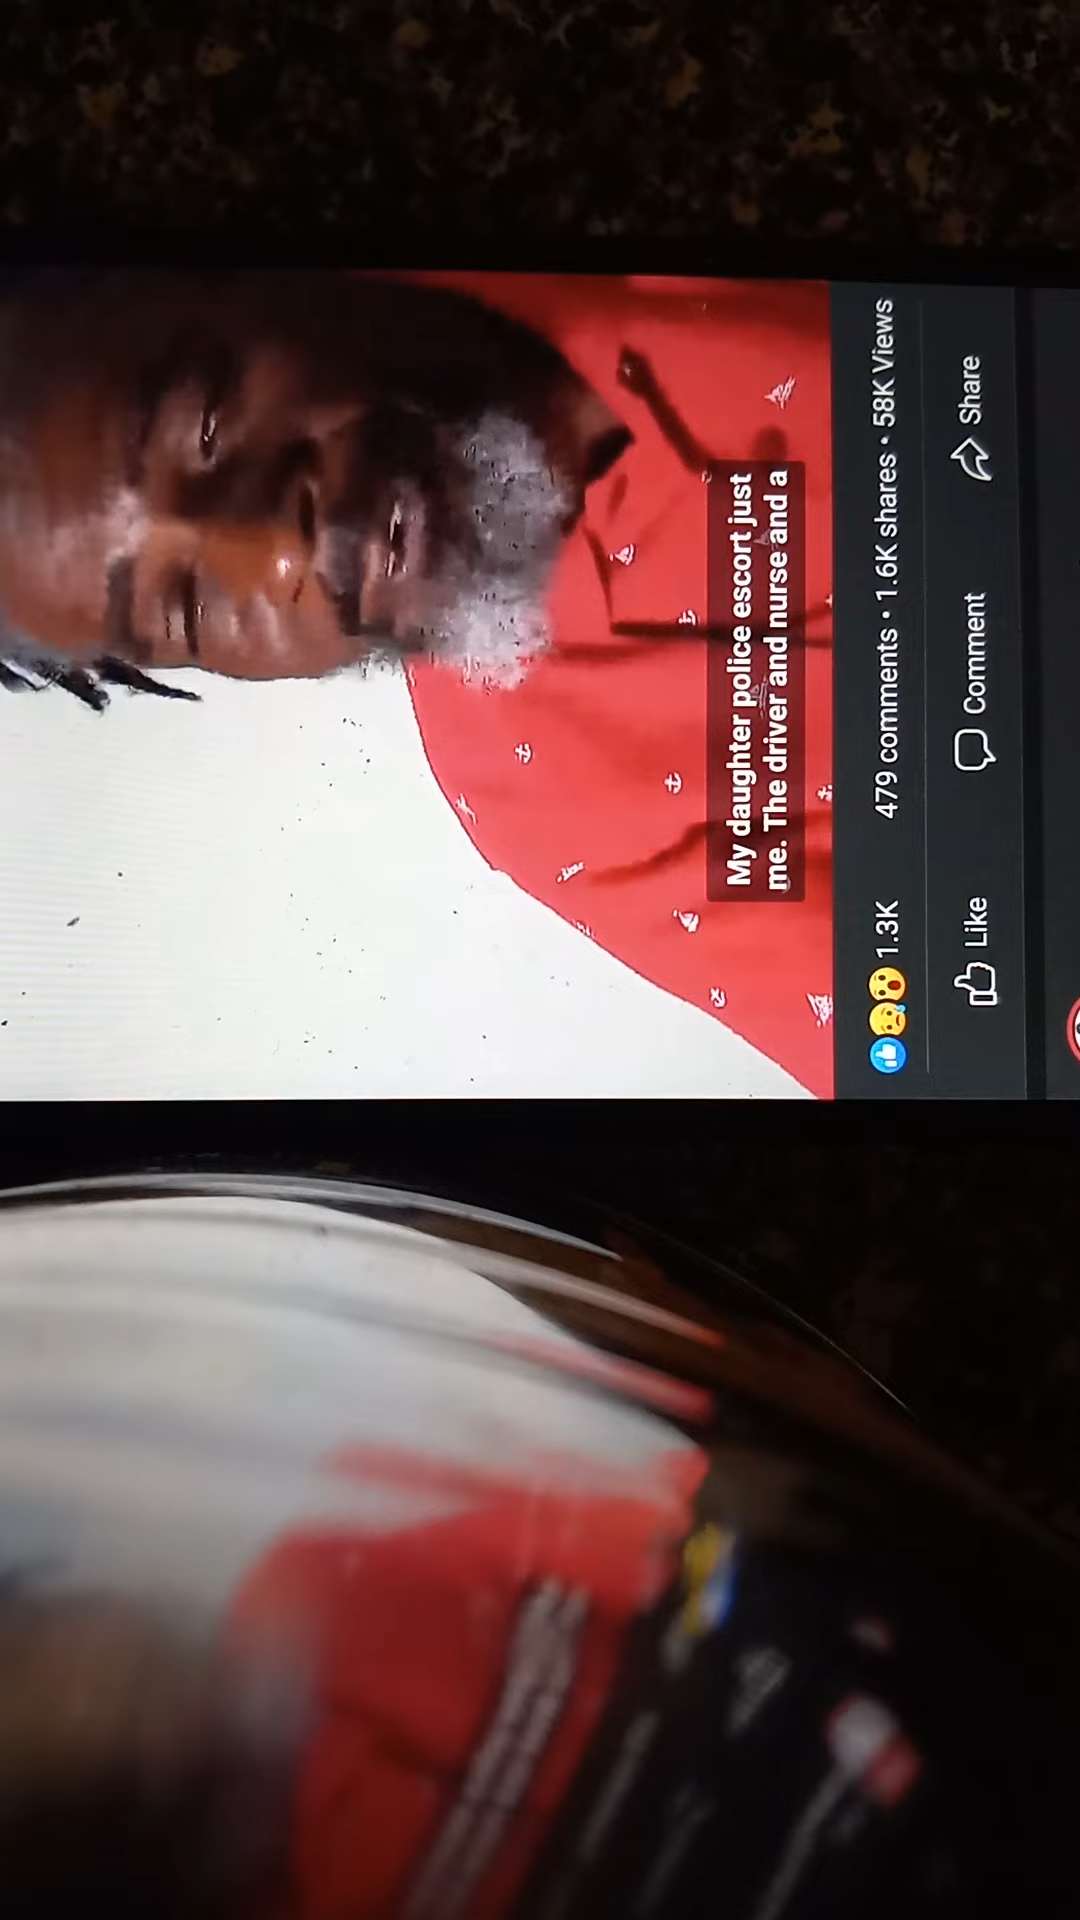 My daughter police escort just
me. The driver and nurse and a
1.3K
479 comments • 1.6K shares • 58K Views
Like
Comment
Share